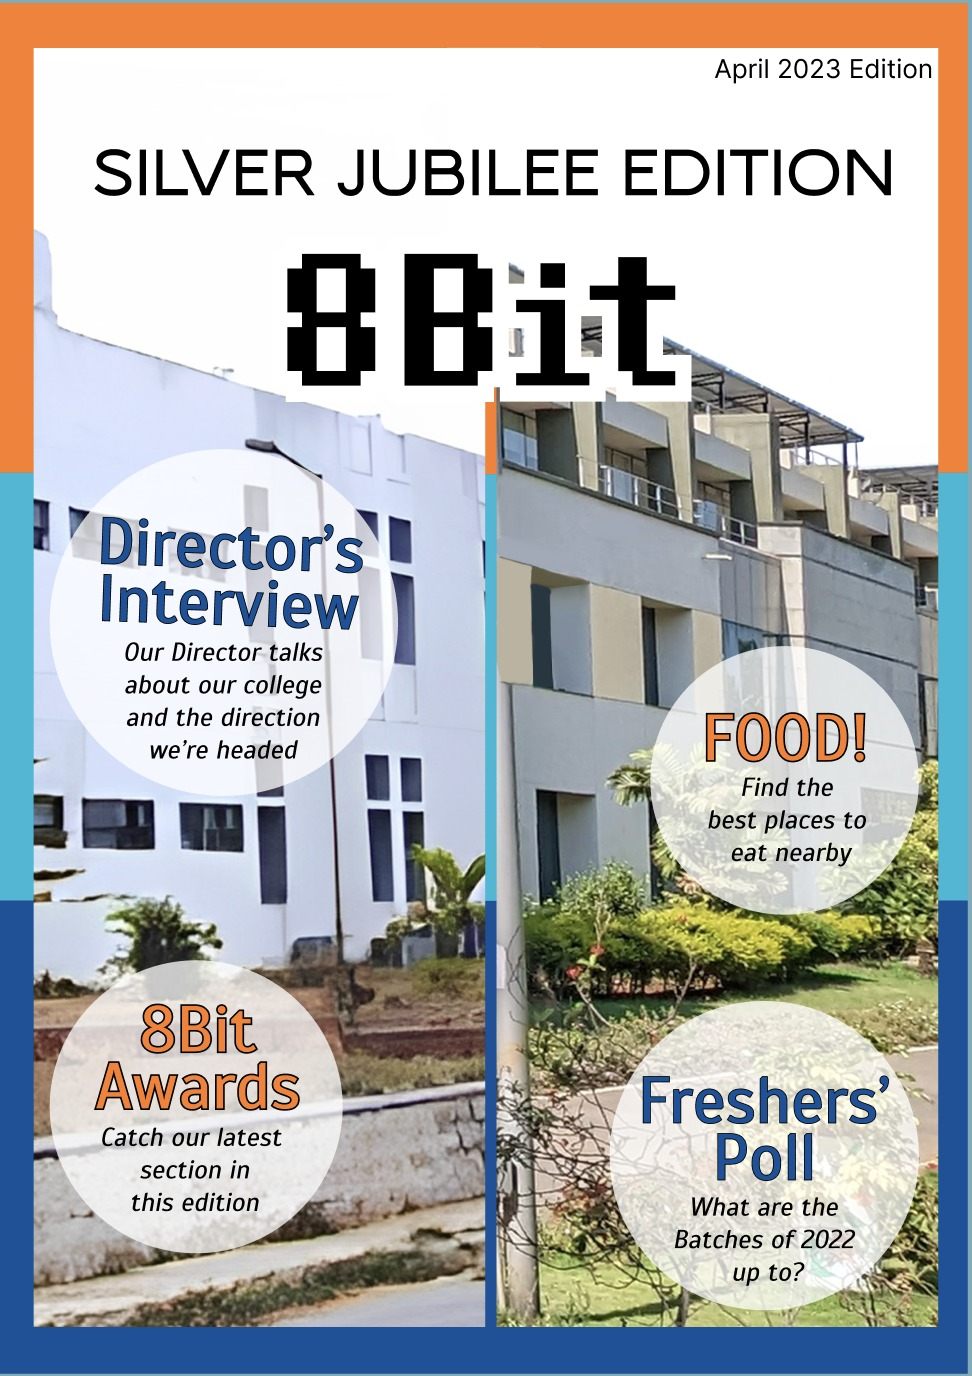 April 2023 Edition
SILVER JUBILEE EDITION
8Bit
Director's
Interview
Our Director talks
about our college
and the direction
we're headed
FOOD!
Find the
best places to
eat nearby
8Bit
Awards
Catch our latest
section in
this edition
Freshers'
Poll
What are the
Batches of 2022
up to?